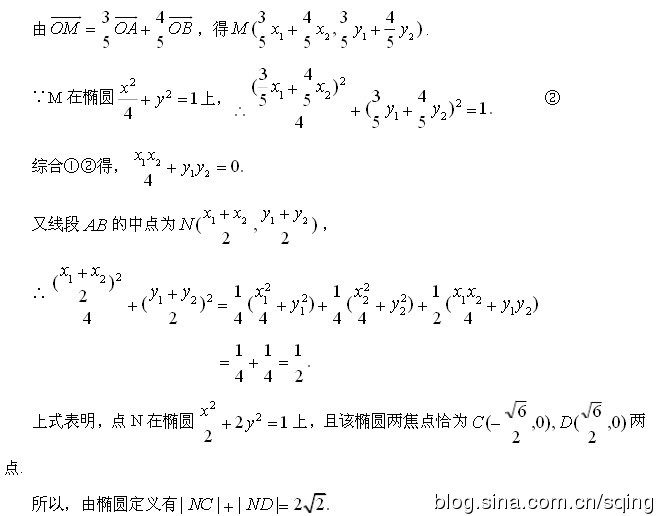 由$\overrightarrow{OM}=\frac{3}{5}\overrightarrow{OA}+\frac{4}{5}\overrightarrow{OB}$，得$M(\frac{3}{5}x_1+\frac{4}{5}x_2,\frac{3}{5}y_1+\frac{4}{5}y_2)$.
∵M在椭圆$\frac{x^2}{4}+y^2=1$上，∴$\frac{(\frac{3}{5}x_1+\frac{4}{5}x_2)^2}{4}+(\frac{3}{5}y_1+\frac{4}{5}y_2)^2=1.$ ②
综合①②得，$\frac{x_1x_2}{4}+y_1y_2=0.$
又线段AB的中点为$N(\frac{x_1+x_2}{2},\frac{y_1+y_2}{2})$，
∴$\frac{(\frac{x_1+x_2}{2})^2}{4}+(\frac{y_1+y_2}{2})^2=\frac{1}{4}(\frac{x_1^2}{4}+y_1^2)+\frac{1}{4}(\frac{x_2^2}{4}+y_2^2)+\frac{1}{2}(\frac{x_1x_2}{4}+y_1y_2)$
$=\frac{1}{4}+\frac{1}{4}=\frac{1}{2}.$
上式表明，点N在椭圆$\frac{x^2}{2}+2y^2=1$上，且该椭圆两焦点恰为$C(-\frac{\sqrt{6}}{2},0),D(\frac{\sqrt{6}}{2},0)$两
点.
所以，由椭圆定义有$|NC|+|ND|=2\sqrt{2}.$
blog.sina.com.cn/sqing